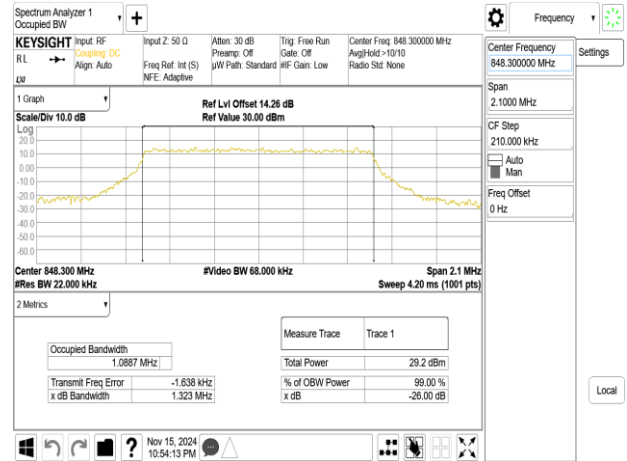 Spectrum Analyzer 1
Occupied BW
Frequency
KEYSIGHT
RL
Input: RF
Coupling: DC
Align: Auto
Input Z: 50 Ω
Freq Ref: Int (S)
NFE: Adaptive
Atten: 30 dB
Preamp: Off
µW Path: Standard
Trig: Free Run
Gate: Off
#IF Gain: Low
Center Freq: 848.300000 MHz
Avg|Hold:>10/10
Radio Std: None
Center Frequency
848.300000 MHz
Settings
Span
2.1000 MHz
CF Step
210.000 kHz
Auto
Man
Freq Offset
0 Hz
1 Graph
Scale/Div 10.0 dB
Ref Lvl Offset 14.26 dB
Ref Value 30.00 dBm
Log
20.0
10.0
0.00
-10.0
-20.0
-30.0
-40.0
-50.0
-60.0
Center 848.300 MHz
#Res BW 22.000 kHz
#Video BW 68.000 kHz
Span 2.1 MHz
Sweep 4.20 ms (1001 pts)
2 Metrics
Measure Trace Trace 1
Occupied Bandwidth
1.0887 MHz
Total Power 29.2 dBm
Transmit Freq Error -1.638 kHz
% of OBW Power 99.00 %
x dB Bandwidth 1.323 MHz
x dB -26.00 dB
Local
?
Nov 15, 2024
10:54:13 PM